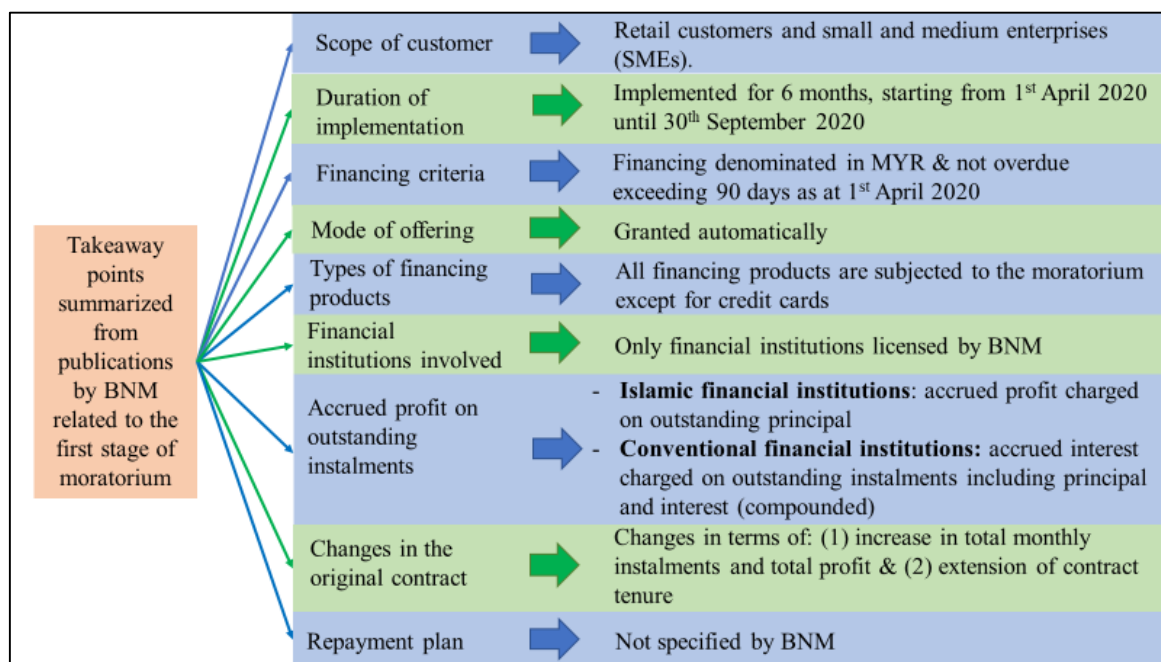 Takeaway
points
summarized
from
publications
by BNM
related to the
first stage of
moratorium
Scope of customer
Retail customers and small and medium enterprises
(SMEs).
Duration of
implementation
Implemented for 6 months, starting from 1st April 2020
until 30th September 2020
Financing criteria
Financing denominated in MYR & not overdue
exceeding 90 days as at 1st April 2020
Mode of offering
Granted automatically
Types of financing
products
All financing products are subjected to the moratorium
except for credit cards
Financial
institutions involved
Only financial institutions licensed by BNM
Accrued profit on
outstanding
instalments
- Islamic financial institutions: accrued profit charged
on outstanding principal
- Conventional financial institutions: accrued interest
charged on outstanding instalments including principal
and interest (compounded)
Changes in the
original contract
Changes in terms of: (1) increase in total monthly
instalments and total profit & (2) extension of contract
tenure
Repayment plan
Not specified by BNM